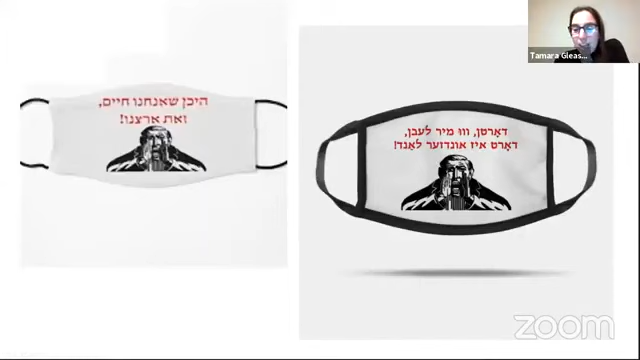 Tamara Gleas...
היכן שאנחנו חיים,
זאת ארצנו!
דאָרטן, וווּ מיר לעבן,
דאָרט איז אונדזער לאַנד!
zoom